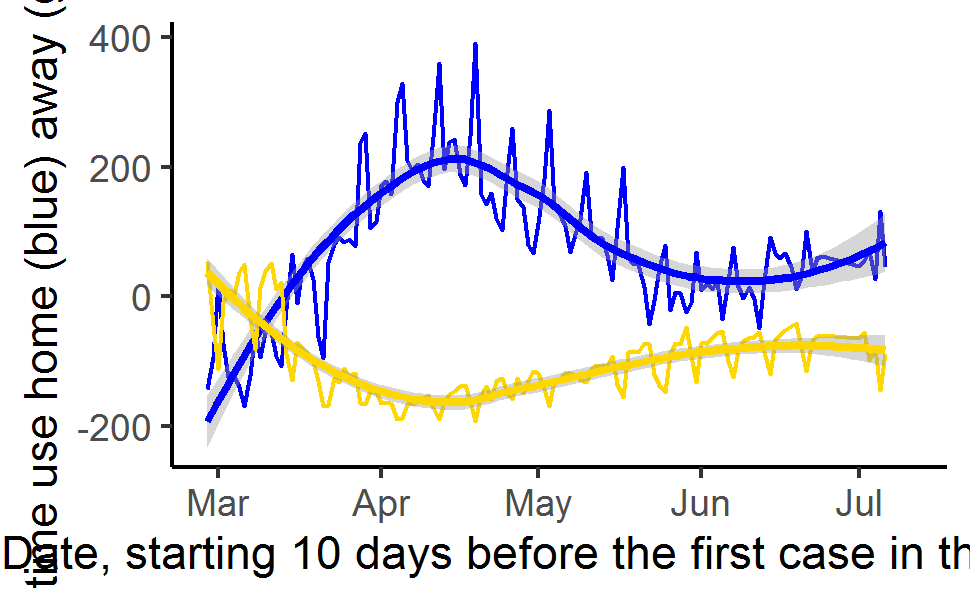 time use home (blue) away (
400
200
0
-200
Mar Apr May Jun Jul
Date, starting 10 days before the first case in th